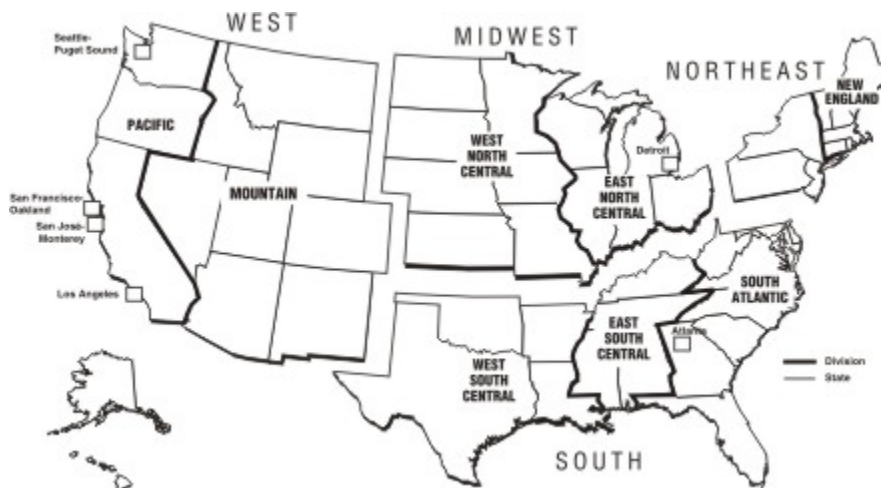 WEST
MIDWEST
NORTHEAST
Seattle-
Puget Sound
NEW
ENGLAND
PACIFIC
WEST
NORTH
CENTRAL
Detroit
EAST
NORTH
CENTRAL
MOUNTAIN
San Francisco-
Oakland
San Jose-
Monterey
SOUTH
ATLANTIC
Los Angeles
EAST
SOUTH
CENTRAL
Atlanta
WEST
SOUTH
CENTRAL
Division
State
SOUTH